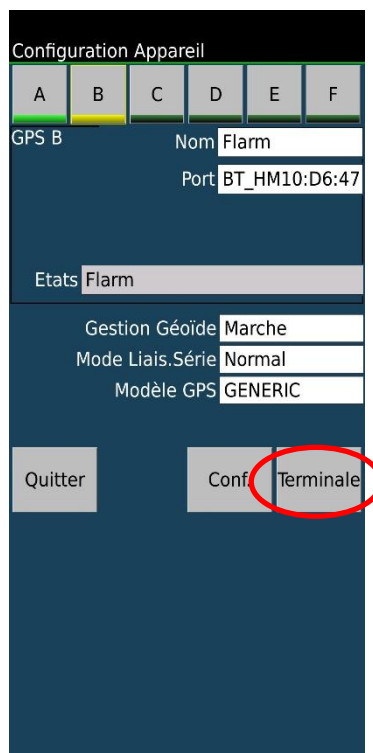 Configuration Appareil
A B C D E F
GPS B Nom Flarm
Port BT_HM10:D6:47
Etats Flarm
Gestion Géoïde Marche
Mode Liais.Série Normal
Modèle GPS GENERIC
Quitter Conf. Terminale